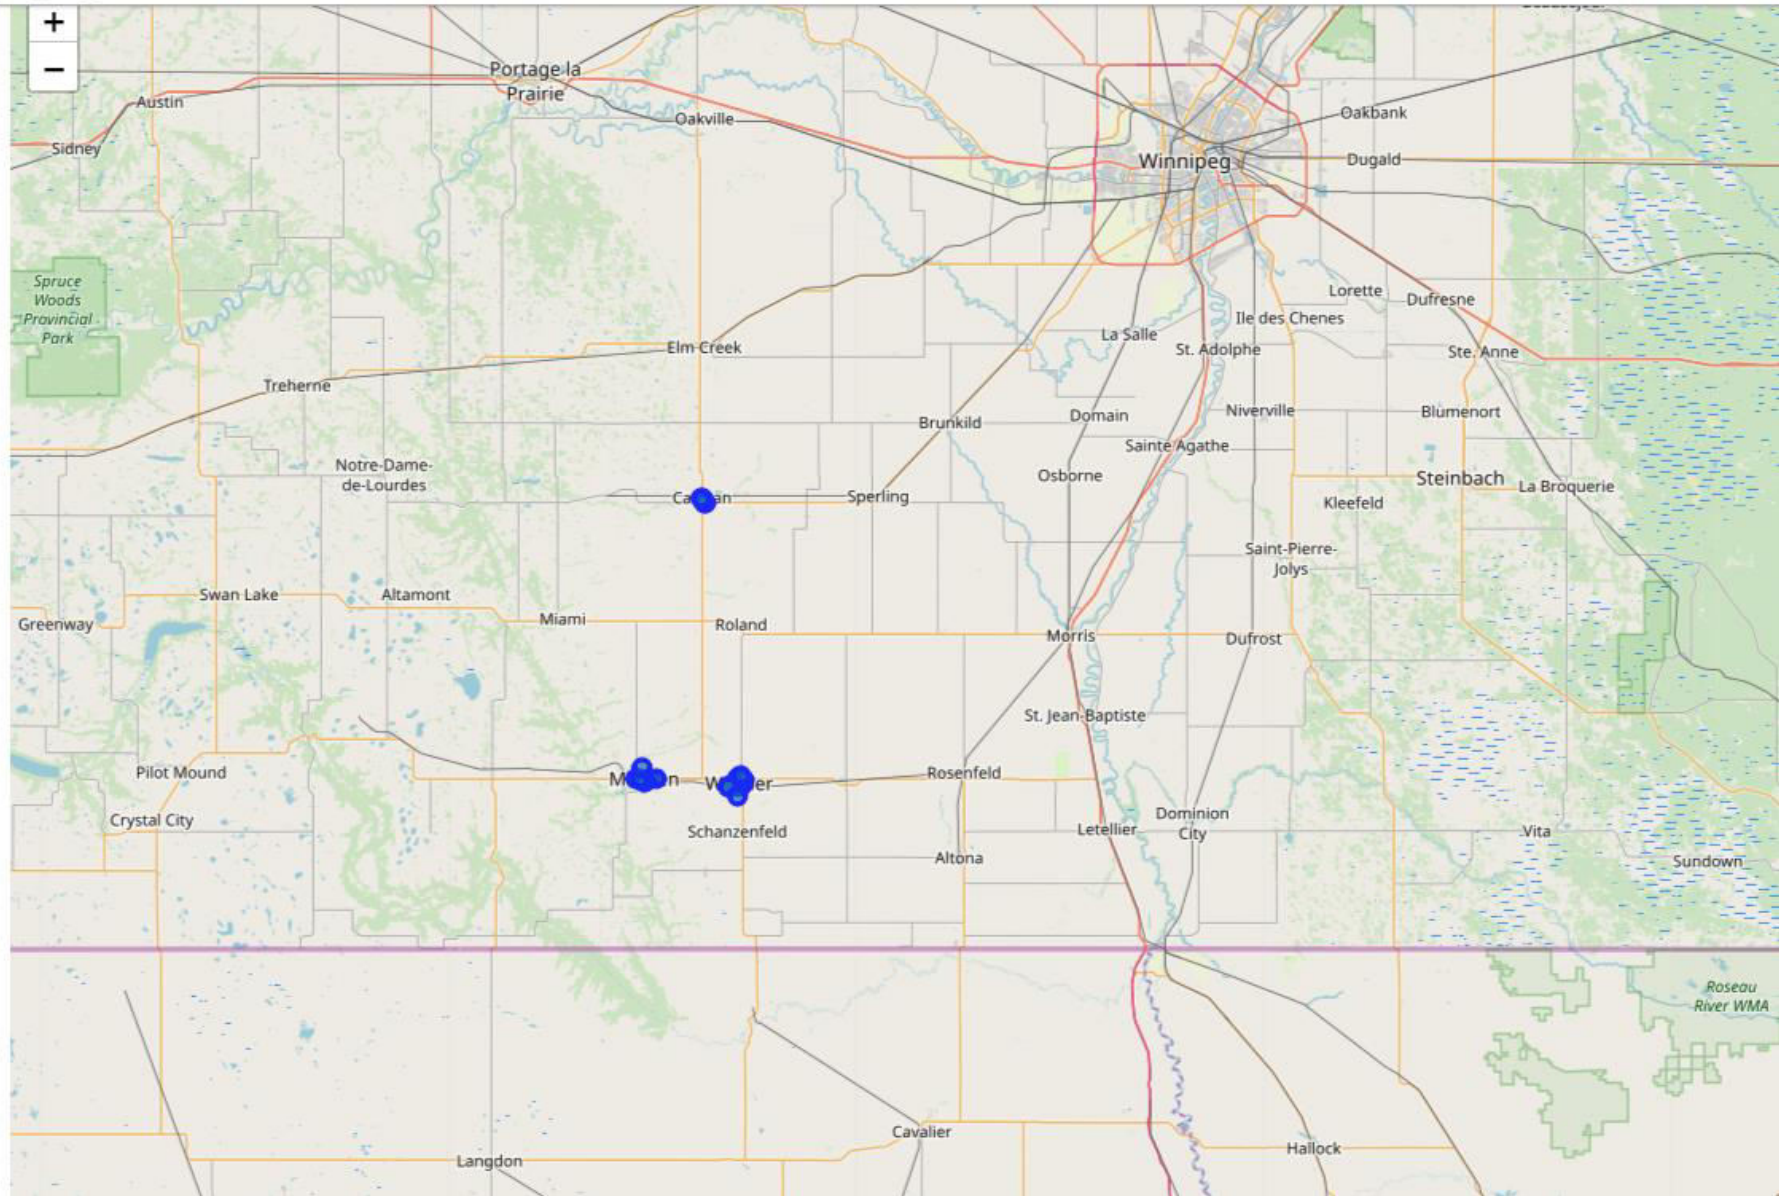 +
−
Portage la
Prairie
Austin
Oakville
Sidney
Oakbank
Winnipeg
Dugald
Spruce
Woods
Provincial
Park
Lorette
Dufresne
Ile des Chenes
La Salle
St. Adolphe
Elm Creek
Ste. Anne
Treherne
Brunkild
Domain
Niverville
Blumenort
Sainte Agathe
Notre-Dame-
de-Lourdes
Osborne
Steinbach
La Broquerie
Sperling
Kleefeld
Saint-Pierre-
Jolys
Swan Lake
Altamont
Greenway
Miami
Roland
Morris
Dufrost
St. Jean-Baptiste
Pilot Mound
Rosenfeld
Crystal City
Schanzenfeld
Letellier
Dominion
City
Vita
Altona
Sundown
Roseau
River WMA
Cavalier
Langdon
Hallock